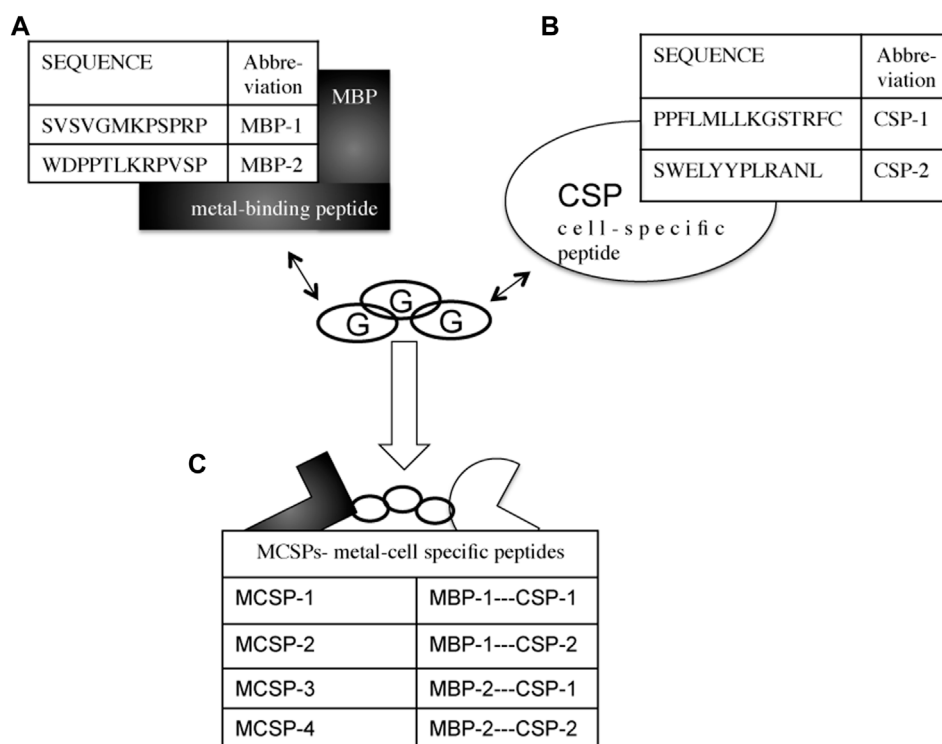 A
SEQUENCE Abbre-
viation
SVSVGMKPSPRP MBP-1
WDPPTLKRPVSP MBP-2
MBP
metal-binding peptide
B
SEQUENCE Abbre-
viation
PPFLMLLKGSTRFC CSP-1
SWELYYPLRANL CSP-2
CSP
cell-specific
peptide
G G G
C
MCSPs- metal-cell specific peptides
MCSP-1 MBP-1---CSP-1
MCSP-2 MBP-1---CSP-2
MCSP-3 MBP-2---CSP-1
MCSP-4 MBP-2---CSP-2